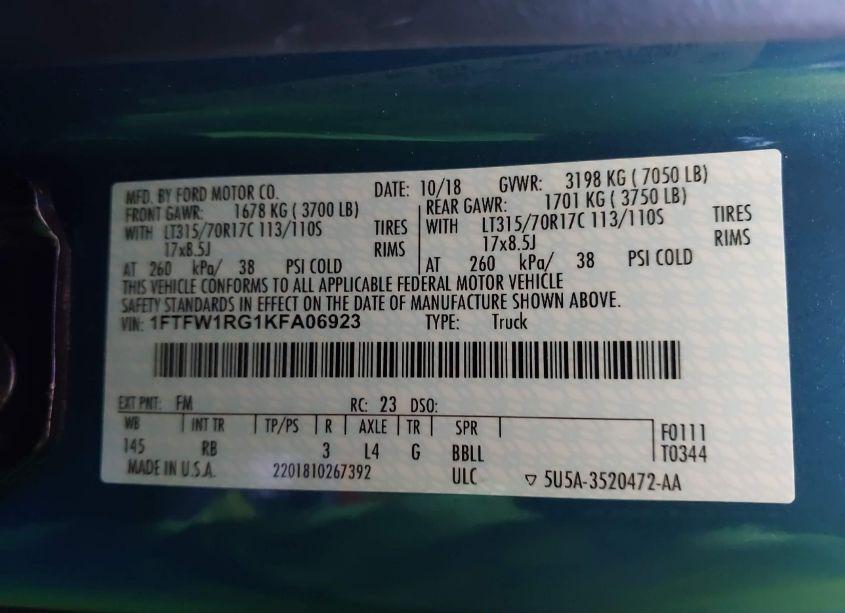 MFD. BY FORD MOTOR CO. DATE: 10/18 GVWR: 3198 KG ( 7050 LB)
FRONT GAWR: 1678 KG ( 3700 LB) REAR GAWR: 1701 KG ( 3750 LB)
WITH LT315/70R17C 113/110S TIRES WITH LT315/70R17C 113/110S TIRES
17x8.5J RIMS 17x8.5J RIMS
AT 260 kPa/ 38 PSI COLD AT 260 kPa/ 38 PSI COLD
THIS VEHICLE CONFORMS TO ALL APPLICABLE FEDERAL MOTOR VEHICLE
SAFETY STANDARDS IN EFFECT ON THE DATE OF MANUFACTURE SHOWN ABOVE.
VIN: 1FTFW1RG1KFA06923 TYPE: Truck
EXT PNT: FM RC: 23 DSO:
WB INT TR TP/PS R AXLE TR SPR F0111
145 RB 3 L4 G BBLL T0344
MADE IN U.S.A. 2201810267392 ULC ▽ 5U5A-3520472-AA